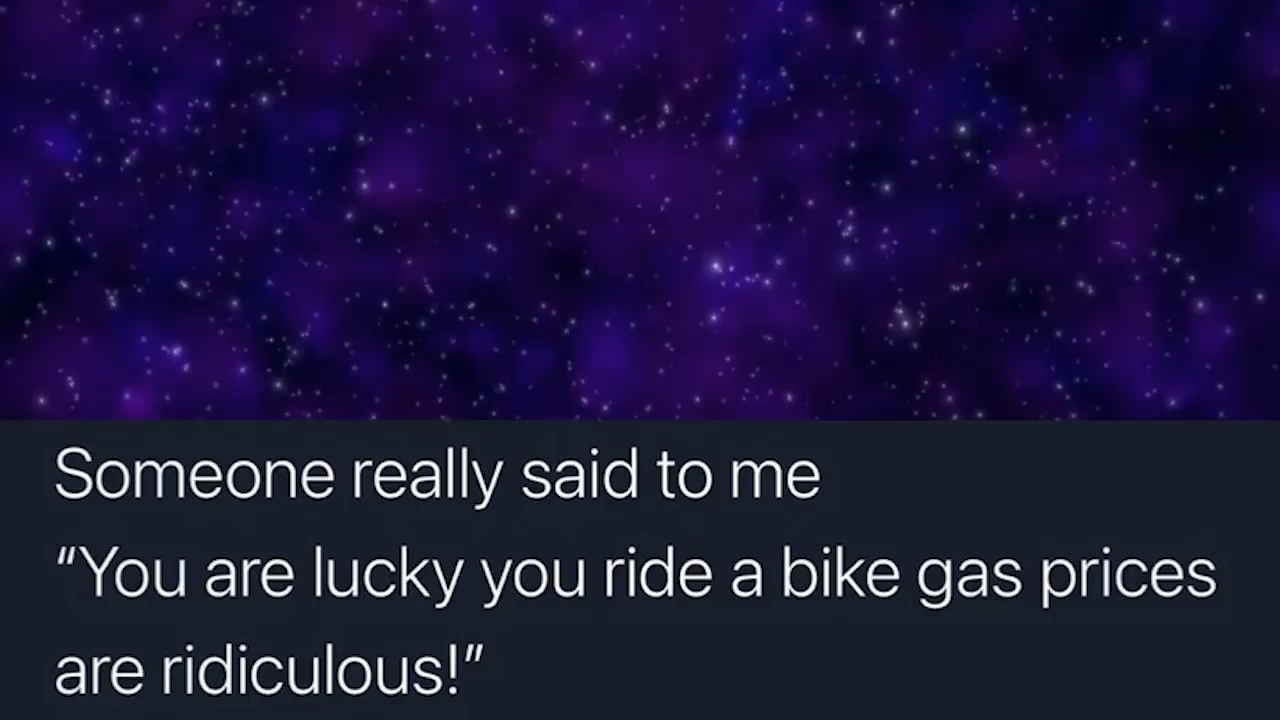 Someone really said to me
“You are lucky you ride a bike gas prices
are ridiculous!”